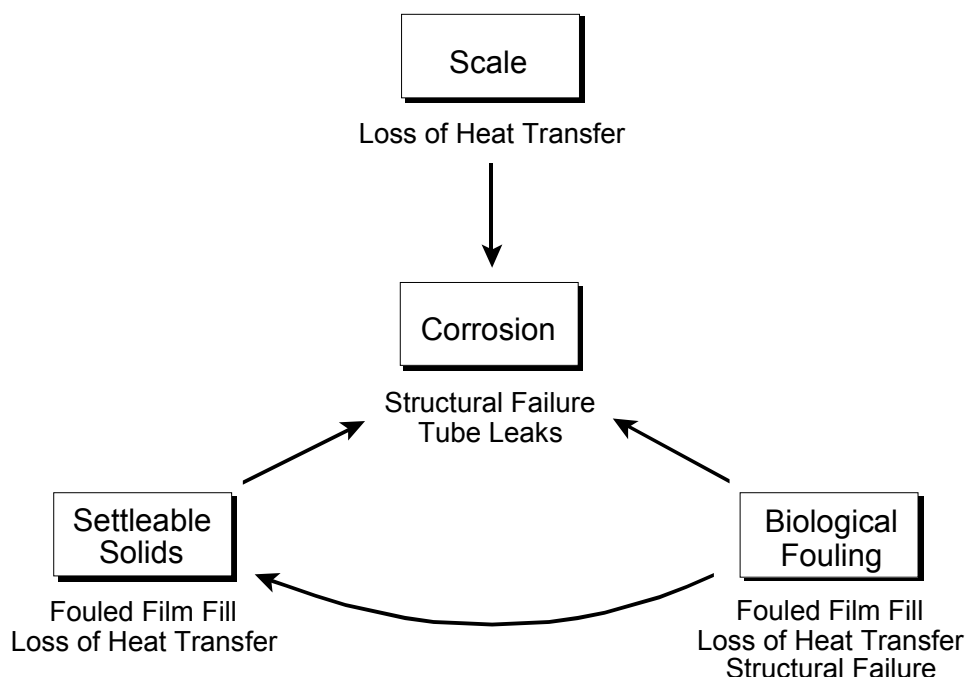 Scale
Loss of Heat Transfer
Corrosion
Structural Failure
Tube Leaks
Settleable
Solids
Fouled Film Fill
Loss of Heat Transfer
Biological
Fouling
Fouled Film Fill
Loss of Heat Transfer
Structural Failure